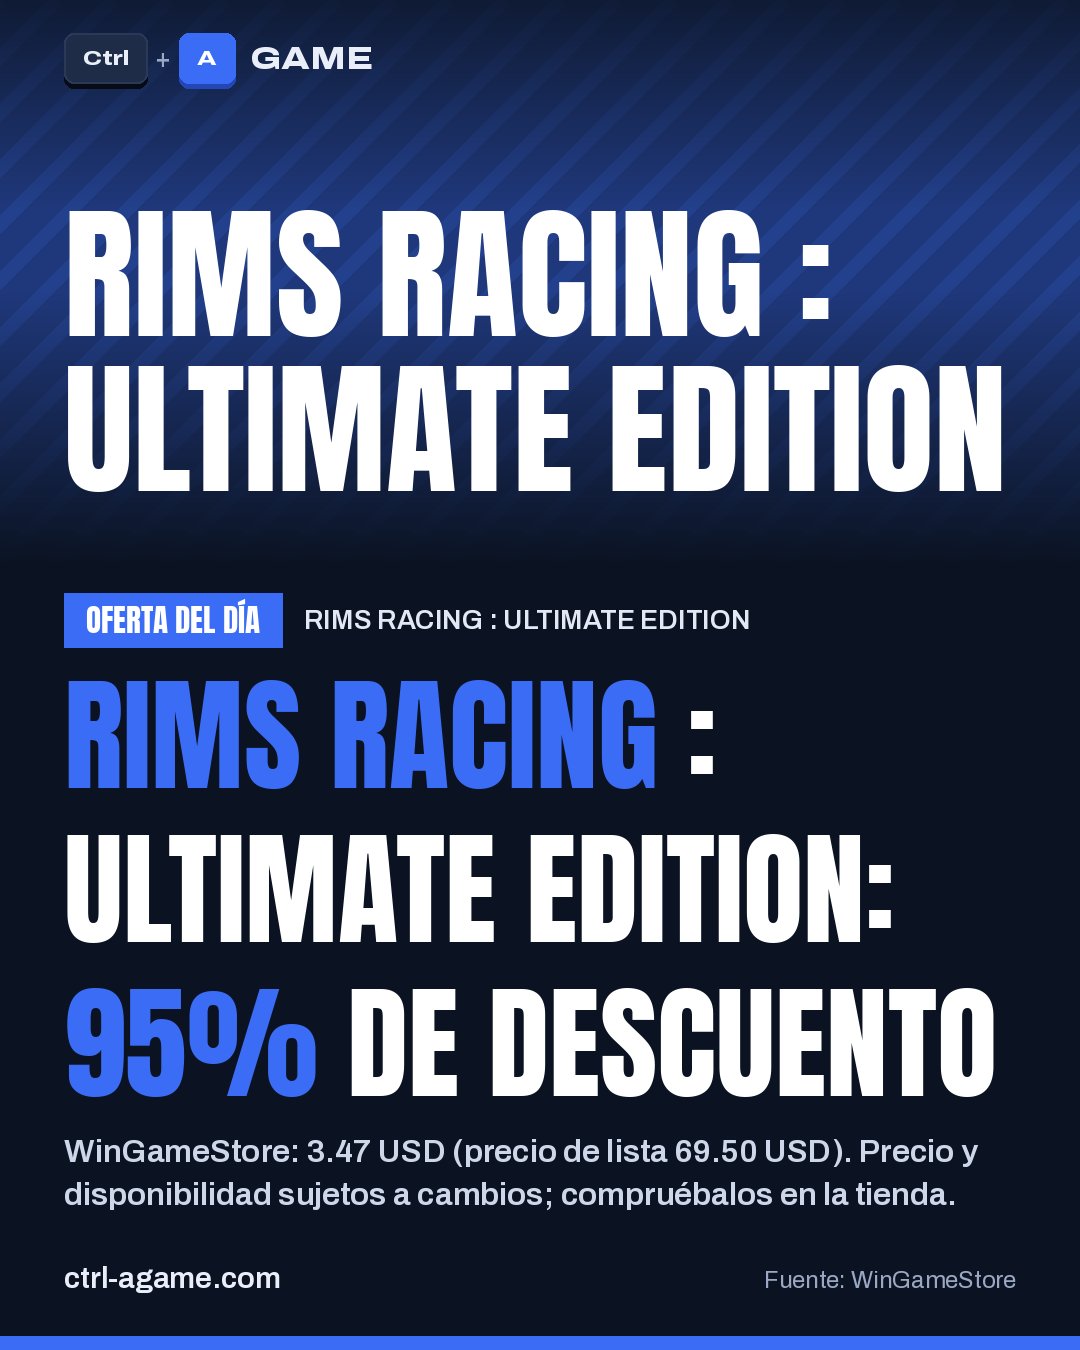 Ctrl + A GAME
RIMS RACING :
ULTIMATE EDITION
OFERTA DEL DÍA RIMS RACING : ULTIMATE EDITION
RIMS RACING :
ULTIMATE EDITION:
95% DE DESCUENTO
WinGameStore: 3.47 USD (precio de lista 69.50 USD). Precio y
disponibilidad sujetos a cambios; compruébalos en la tienda.
ctrl-agame.com Fuente: WinGameStore